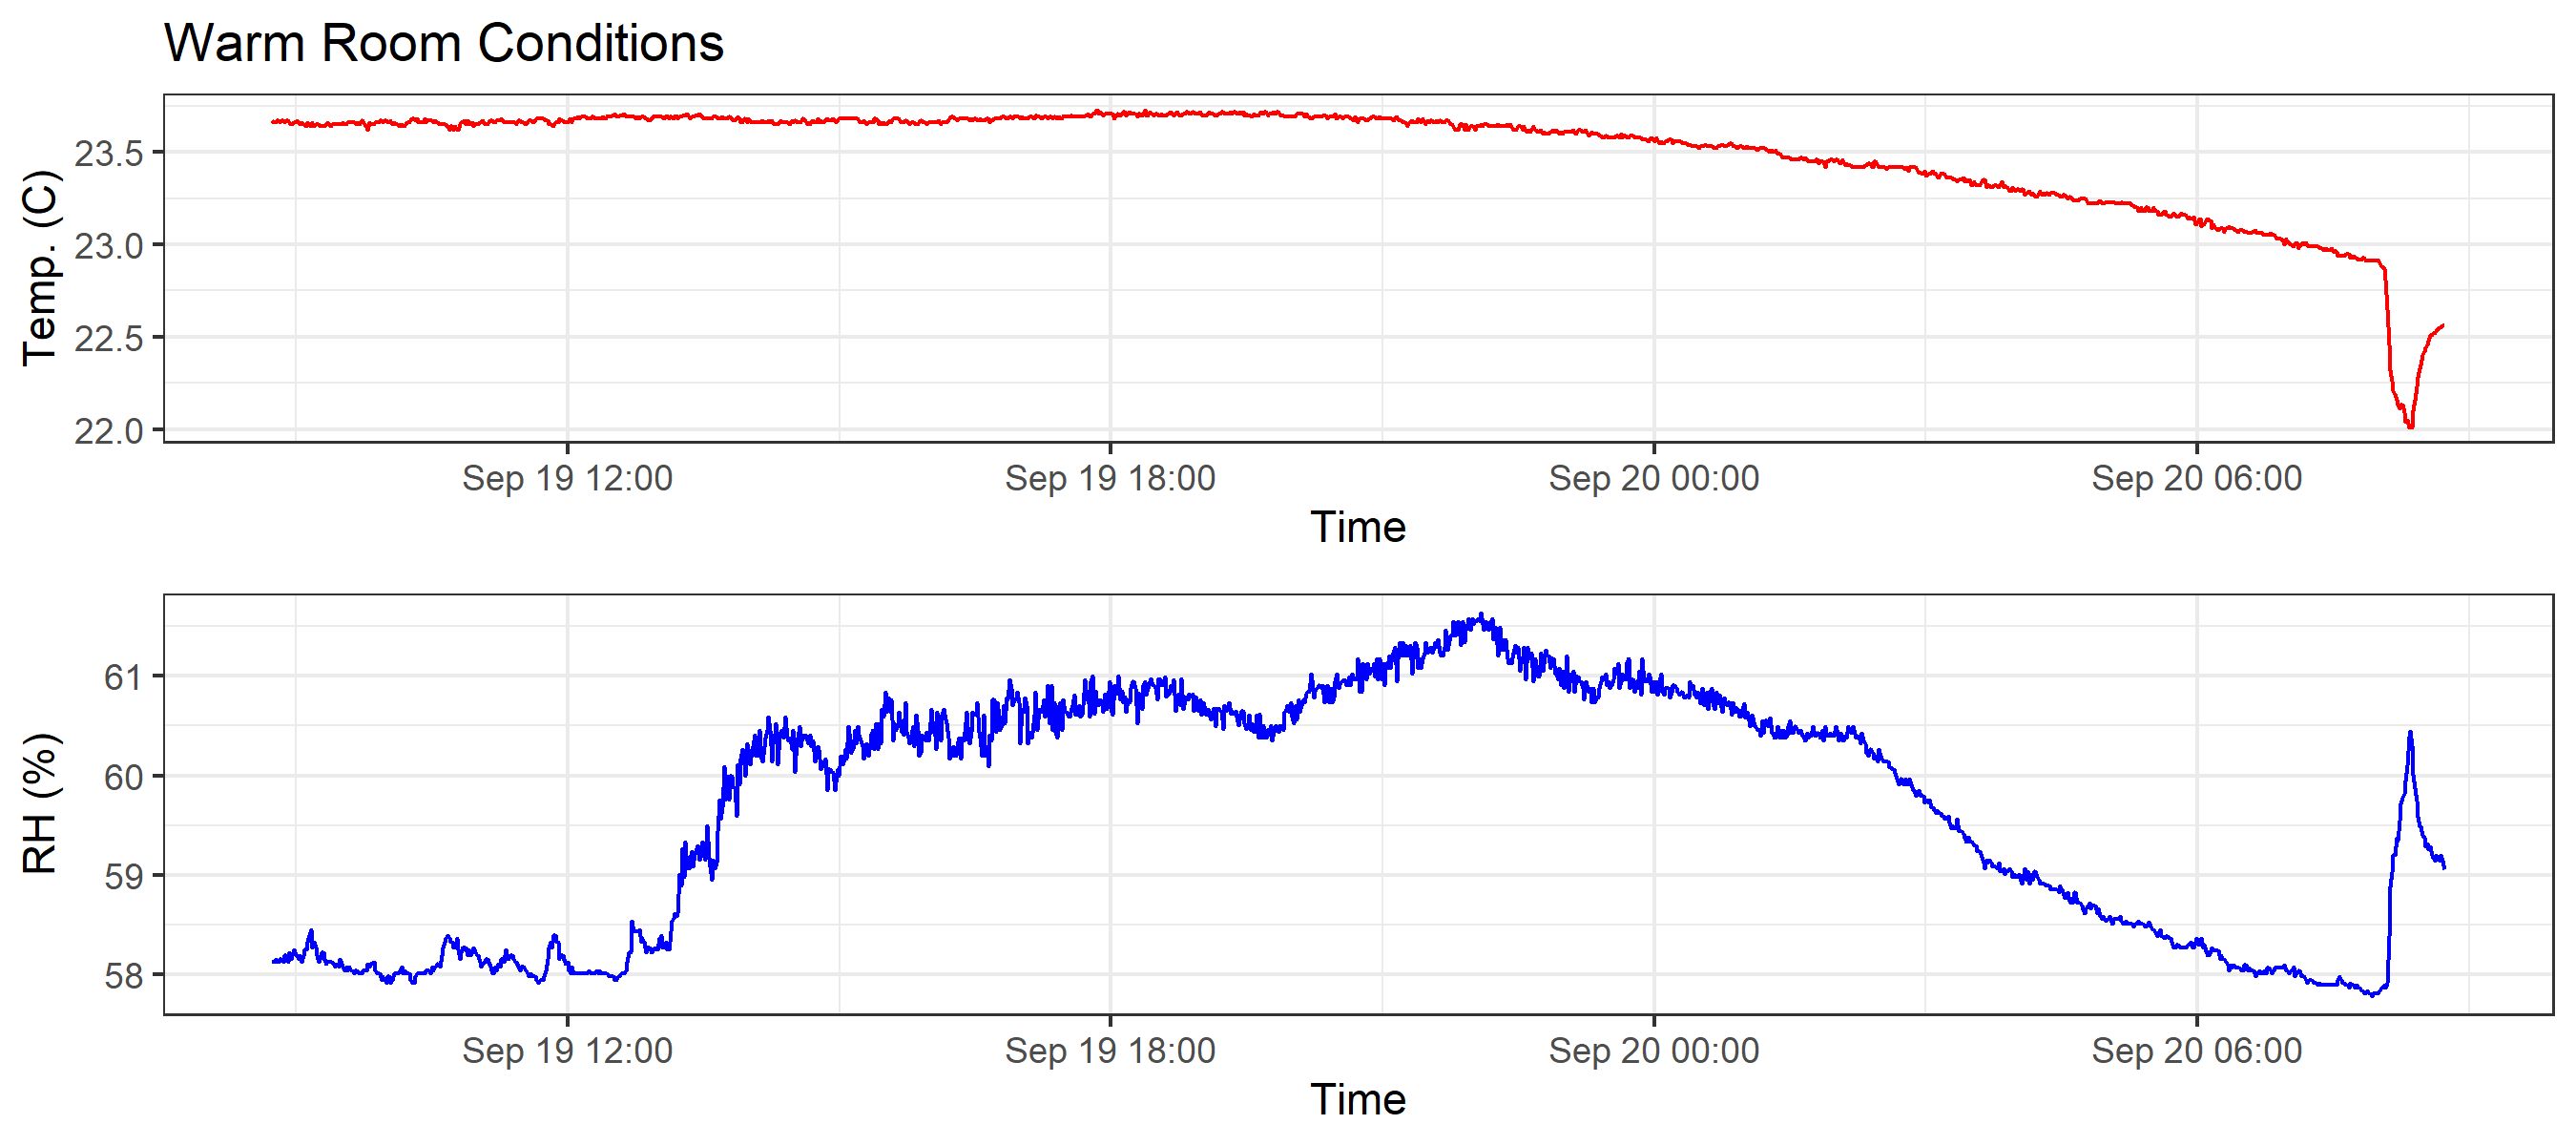 Warm Room Conditions
Temp. (C)
23.5
23.0
22.5
22.0
Sep 19 12:00 Sep 19 18:00 Sep 20 00:00 Sep 20 06:00
Time
RH (%)
61
60
59
58
Sep 19 12:00 Sep 19 18:00 Sep 20 00:00 Sep 20 06:00
Time